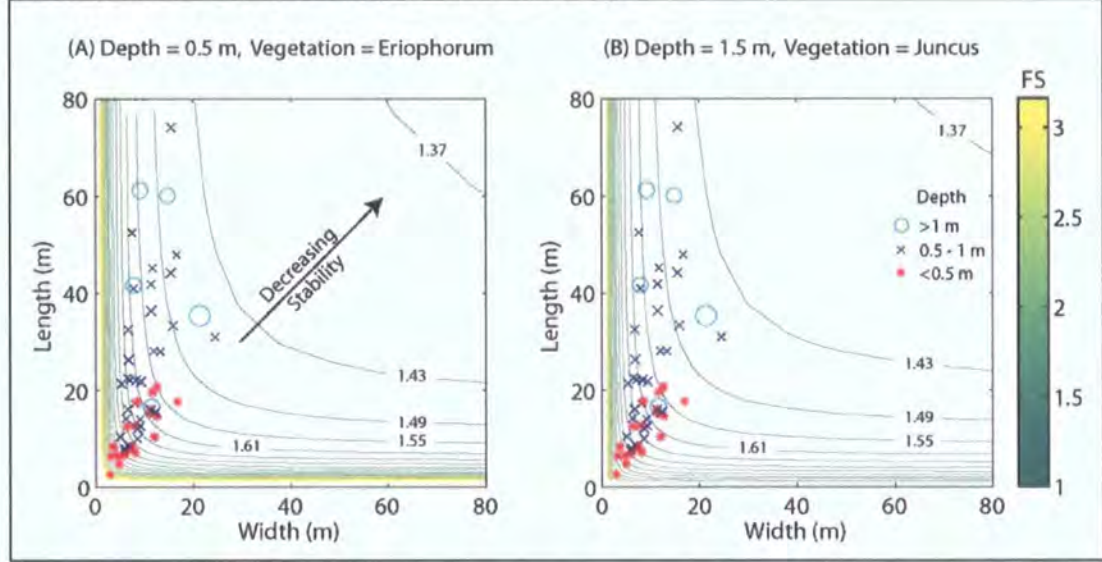 (A) Depth = 0.5 m, Vegetation = Eriophorum
80
60
40
20
0
Length (m)
0 20 40 60 80
Width (m)
1.37
1.43
1.49
1.55
1.61
Decreasing
Stability
(B) Depth = 1.5 m, Vegetation = Juncus
80
60
40
20
0
Length (m)
0 20 40 60 80
Width (m)
1.37
1.43
1.49
1.55
1.61
Depth
>1 m
0.5 - 1 m
<0.5 m
FS
3
2.5
2
1.5
1